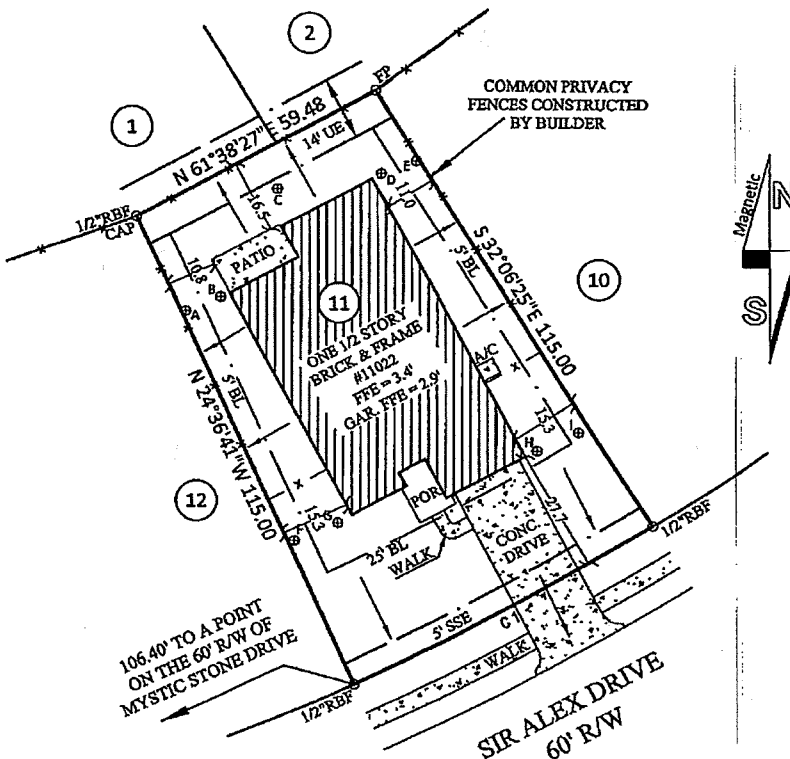 2
1
FP
COMMON PRIVACY
FENCES CONSTRUCTED
BY BUILDER
N 61°38'27" E 59.48
14' UE
1/2"RBF
CAP
C
D
E
11.0
16.5
10.8
PATIO
B
A
5' BL
S 32°06'25"E 115.00
10
Magnetic
N
S
11
ONE 1/2 STORY
BRICK & FRAME
#11022
FFE = 3.4'
GAR. FFE = 2.9'
A/C
5' BL
N 24°36'41"W 115.00
12
15.3
H
I
15.3
G
F
POR.
27.7
25' BL
WALK
CONC.
DRIVE
1/2"RBF
5' SSE
C 1
WALK
106.40' TO A POINT
ON THE 60' R/W OF
MYSTIC STONE DRIVE
1/2"RBF
SIR ALEX DRIVE
60' R/W